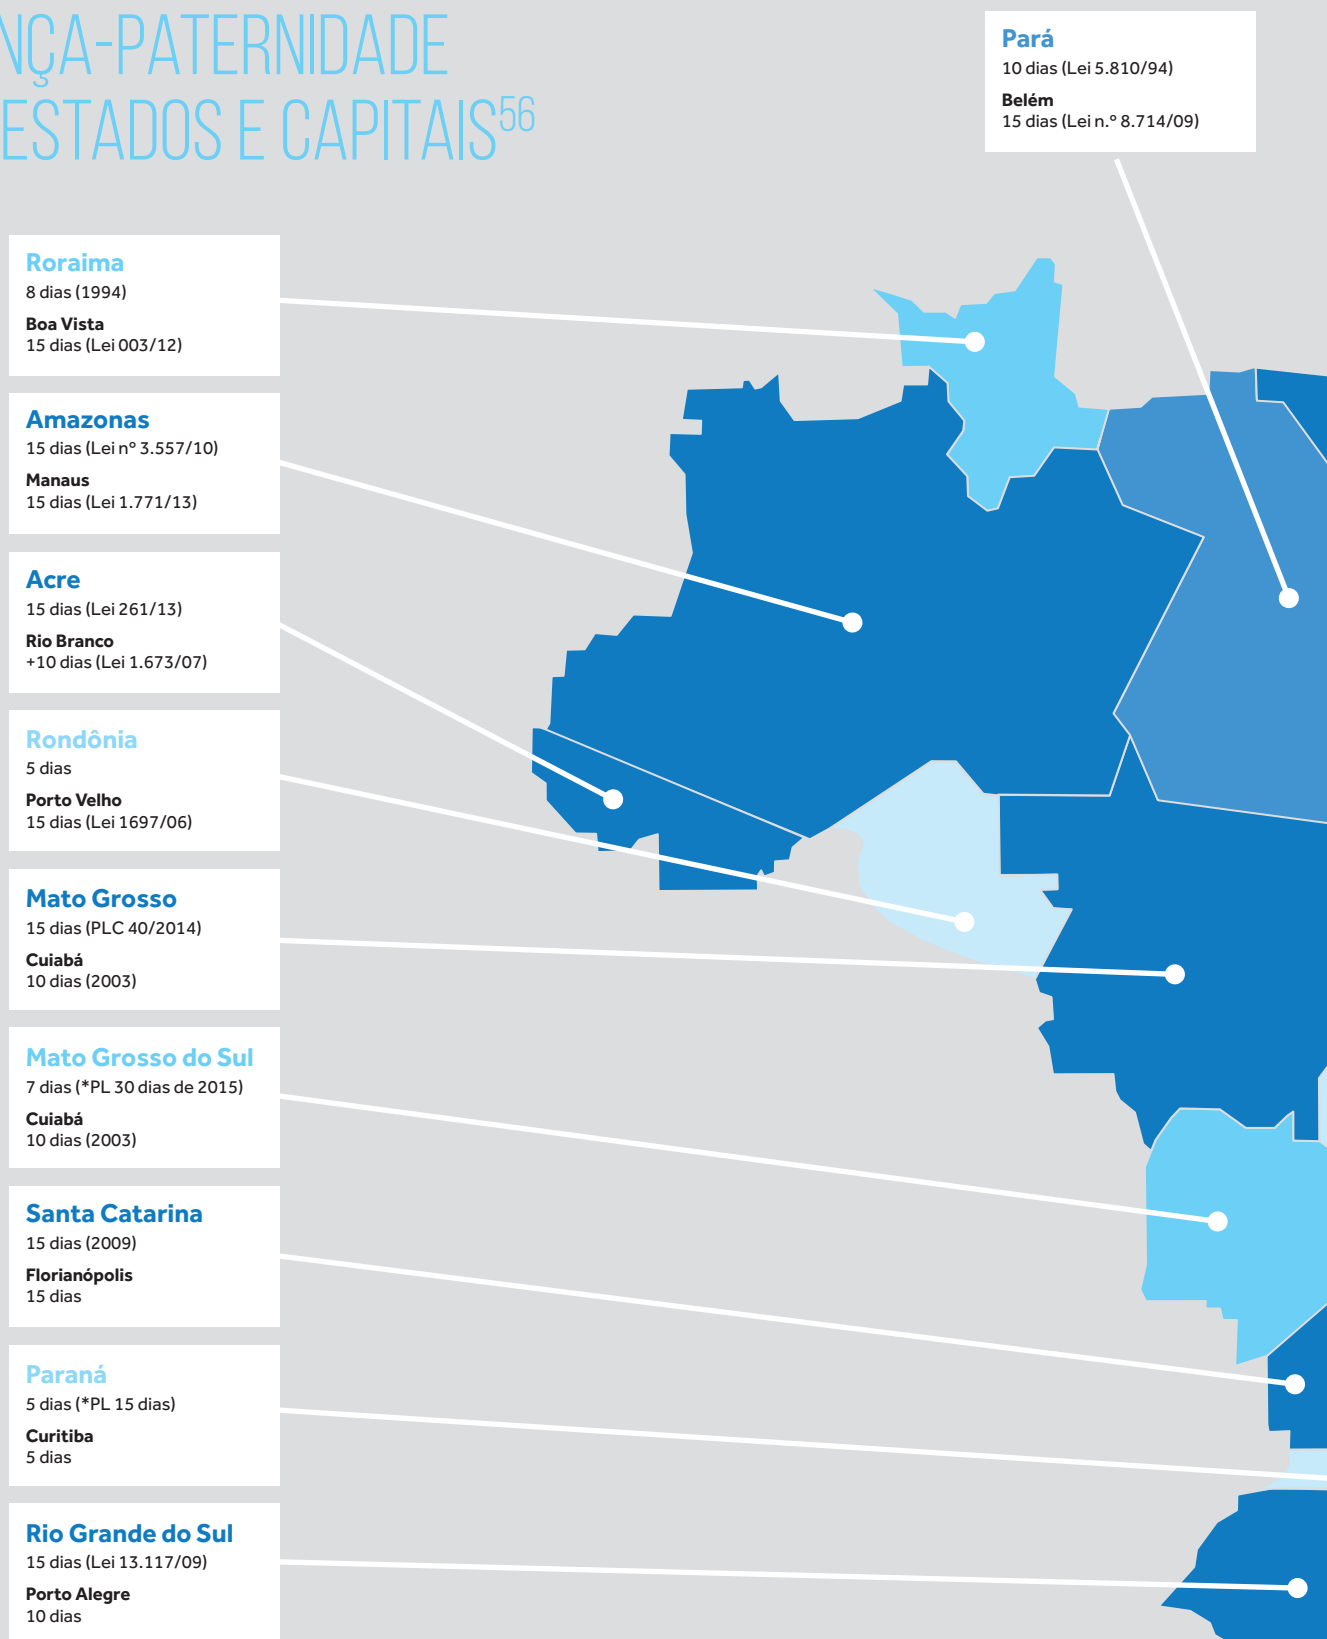 NÇA-PATERNIDADE
ESTADOS E CAPITAIS56
Pará
10 dias (Lei 5.810/94)
Belém
15 dias (Lei n.º 8.714/09)
Roraima
8 dias (1994)
Boa Vista
15 dias (Lei 003/12)
Amazonas
15 dias (Lei nº 3.557/10)
Manaus
15 dias (Lei 1.771/13)
Acre
15 dias (Lei 261/13)
Rio Branco
+10 dias (Lei 1.673/07)
Rondônia
5 dias
Porto Velho
15 dias (Lei 1697/06)
Mato Grosso
15 dias (PLC 40/2014)
Cuiabá
10 dias (2003)
Mato Grosso do Sul
7 dias (*PL 30 dias de 2015)
Cuiabá
10 dias (2003)
Santa Catarina
15 dias (2009)
Florianópolis
15 dias
Paraná
5 dias (*PL 15 dias)
Curitiba
5 dias
Rio Grande do Sul
15 dias (Lei 13.117/09)
Porto Alegre
10 dias